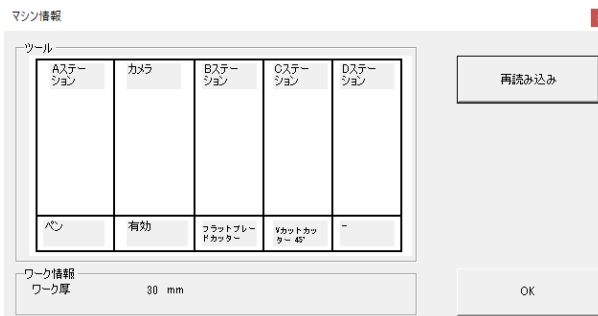 マシン情報
ツール
Aステー
ション
カメラ
Bステー
ション
Cステー
ション
Dステー
ション
再読み込み
ペン
有効
フラットブレー
ドカッター
Vカットカッ
ター 45°
-
ワーク情報
ワーク厚 30 mm
OK